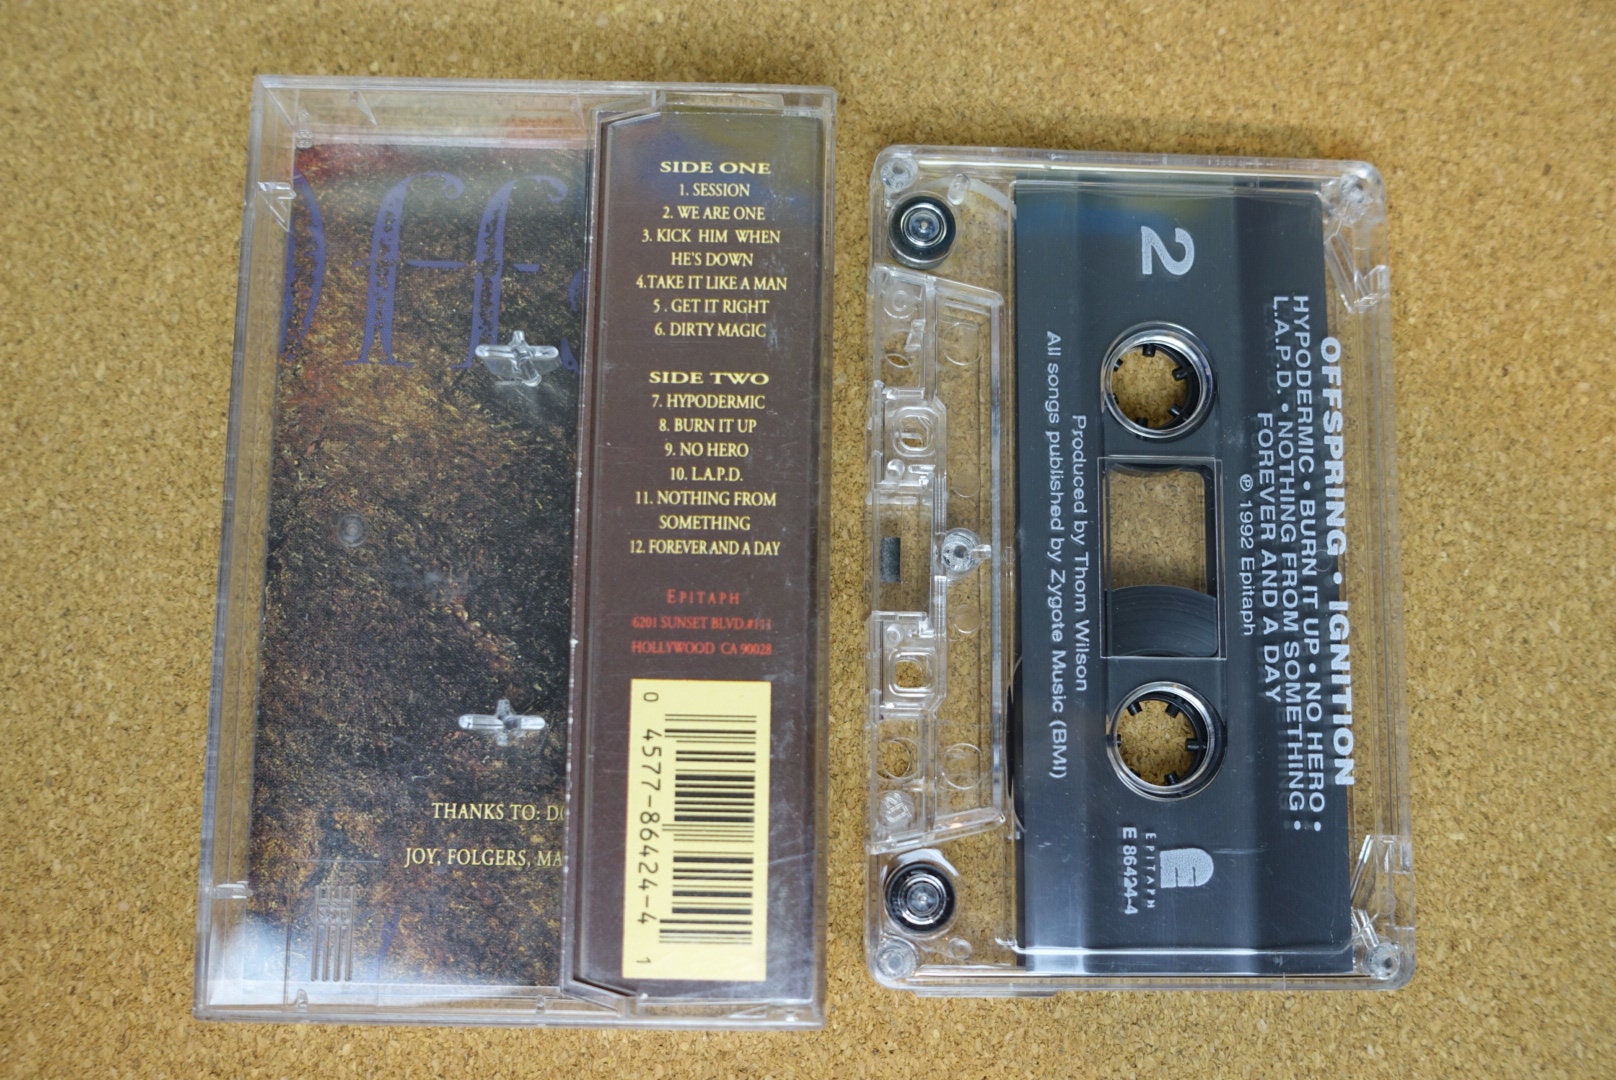 Offs
SIDE ONE
1. SESSION
2. WE ARE ONE
3. KICK HIM WHEN
HE'S DOWN
4.TAKE IT LIKE A MAN
5 . GET IT RIGHT
6. DIRTY MAGIC
SIDE TWO
7. HYPODERMIC
8. BURN IT UP
9. NO HERO
10. L.A.P.D.
11. NOTHING FROM
SOMETHING
12. FOREVER AND A DAY
EPITAPH
6201 SUNSET BLVD.#111
HOLLYWOOD CA 90028
0 4577-86424-4 1
THANKS TO:
JOY, FOLGERS,
2
OFFSPRING • IGNITION
HYPODERMIC • BURN IT UP • NO HERO •
L.A.P.D. • NOTHING FROM SOMETHING •
FOREVER AND A DAY
℗ 1992 Epitaph
Produced by Thom Wilson
All songs published by Zygote Music (BMI)
E
EPITAPH
E 86424-4